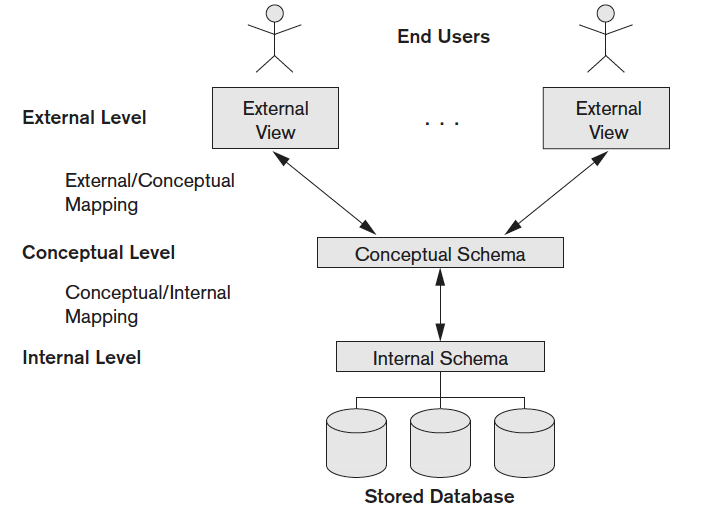 End Users
External Level
External
View
. . .
External
View
External/Conceptual
Mapping
Conceptual Level
Conceptual Schema
Conceptual/Internal
Mapping
Internal Level
Internal Schema
Stored Database